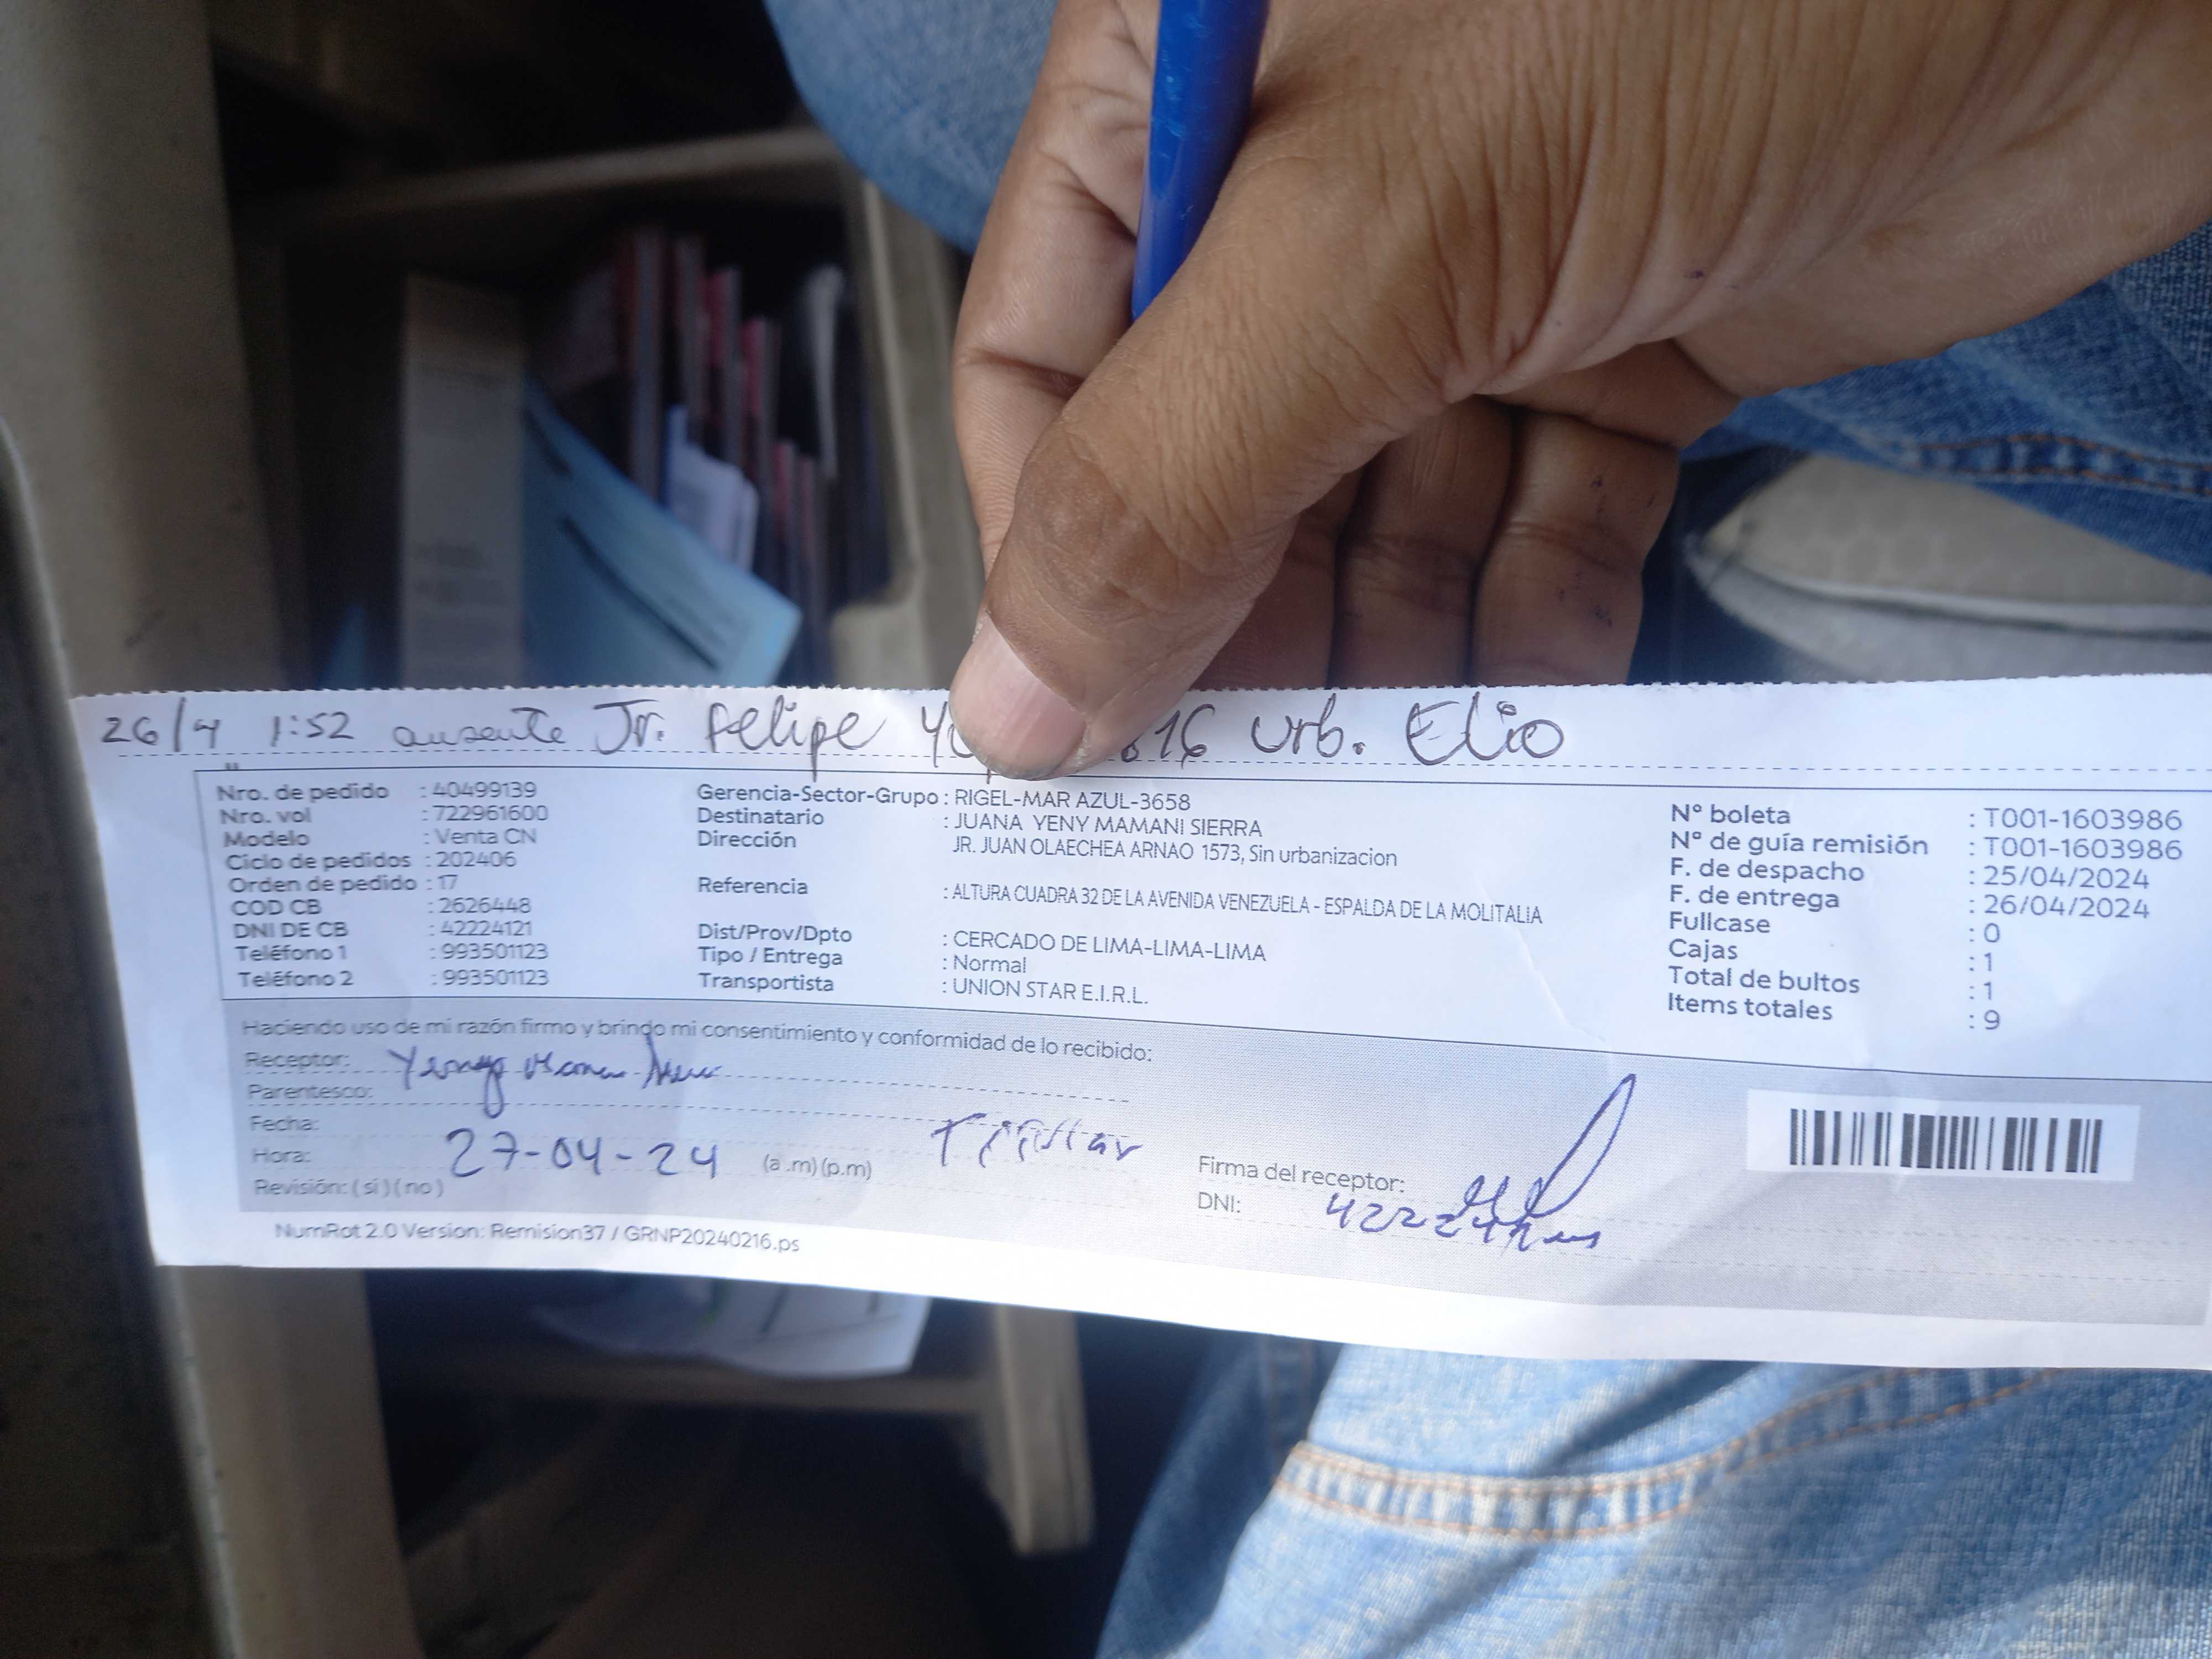 26/4 1:52 ausente Jr. Felipe 816 urb. Elio
Nro. de pedido : 40499139
Nro. vol : 722961600
Modelo : Venta CN
Ciclo de pedidos : 202406
Orden de pedido : 17
COD CB : 2626448
DNI DE CB : 42224121
Teléfono 1 : 993501123
Teléfono 2 : 993501123
Gerencia-Sector-Grupo : RIGEL-MAR AZUL-3658
Destinatario : JUANA YENY MAMANI SIERRA
Dirección JR. JUAN OLAECHEA ARNAO 1573, Sin urbanizacion
Referencia : ALTURA CUADRA 32 DE LA AVENIDA VENEZUELA - ESPALDA DE LA MOLITALIA
Dist/Prov/Dpto : CERCADO DE LIMA-LIMA-LIMA
Tipo / Entrega : Normal
Transportista : UNION STAR E.I.R.L.
N° boleta : T001-1603986
N° de guía remisión : T001-1603986
F. de despacho : 25/04/2024
F. de entrega : 26/04/2024
Fullcase : 0
Cajas : 1
Total de bultos : 1
Items totales : 9
Haciendo uso de mi razón firmo y brindo mi consentimiento y conformidad de lo recibido:
Receptor:
Parentesco:
Fecha:
Hora: 27-04-24 (a .m) (p.m)
Revisión: ( si ) ( no )
Firma del receptor:
DNI:
NumRot 2.0 Version: Remision37 / GRNP20240216.ps